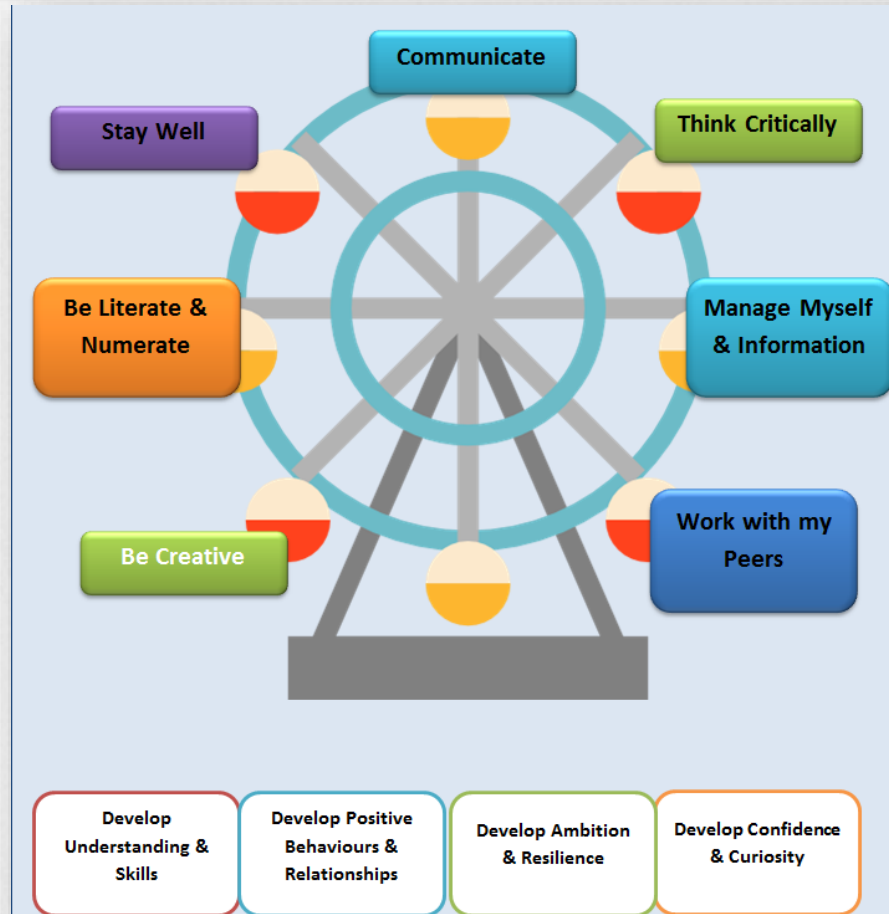 Communicate
Stay Well
Think Critically
Be Literate &
Numerate
Manage Myself
& Information
Be Creative
Work with my
Peers
Develop
Understanding &
Skills
Develop Positive
Behaviours &
Relationships
Develop Ambition
& Resilience
Develop Confidence
& Curiosity